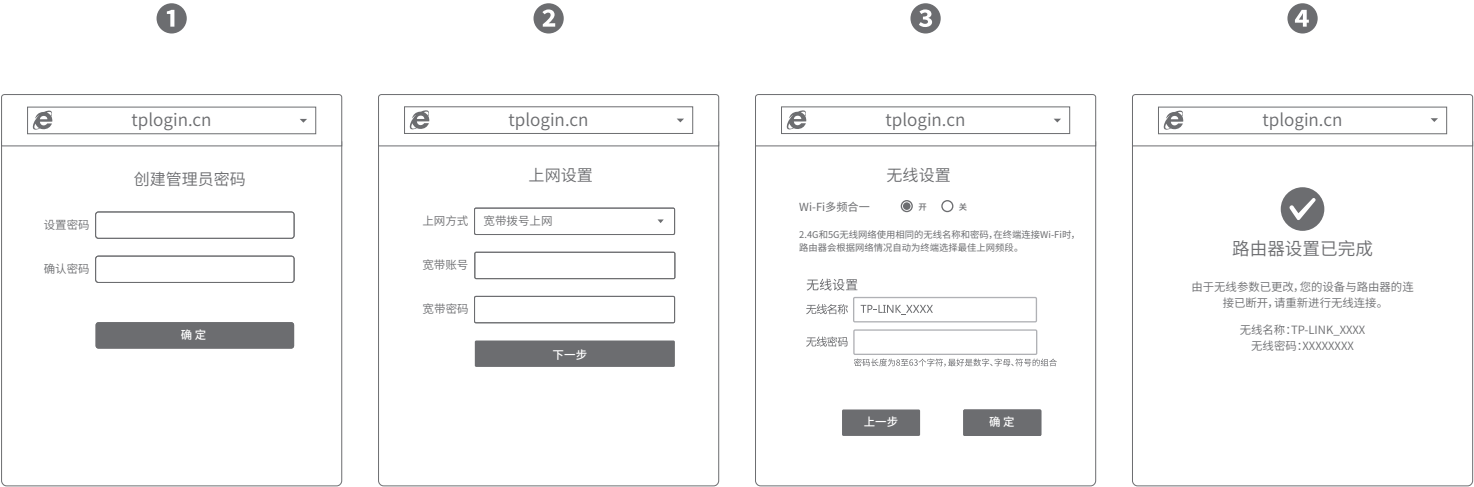 1
2
3
4
tplogin.cn
创建管理员密码
设置密码
确认密码
确定
tplogin.cn
上网设置
上网方式 宽带拨号上网
宽带账号
宽带密码
下一步
tplogin.cn
无线设置
Wi-Fi多频合一 开 关
2.4G和5G无线网络使用相同的无线名称和密码,在终端连接Wi-Fi时,
路由器会根据网络情况自动为终端选择最佳上网频段。
无线设置
无线名称 TP-LINK_XXXX
无线密码
密码长度为8至63个字符,最好是数字、字母、符号的组合
上一步 确定
tplogin.cn
路由器设置已完成
由于无线参数已更改,您的设备与路由器的连
接已断开,请重新进行无线连接。
无线名称:TP-LINK_XXXX
无线密码:XXXXXXXX